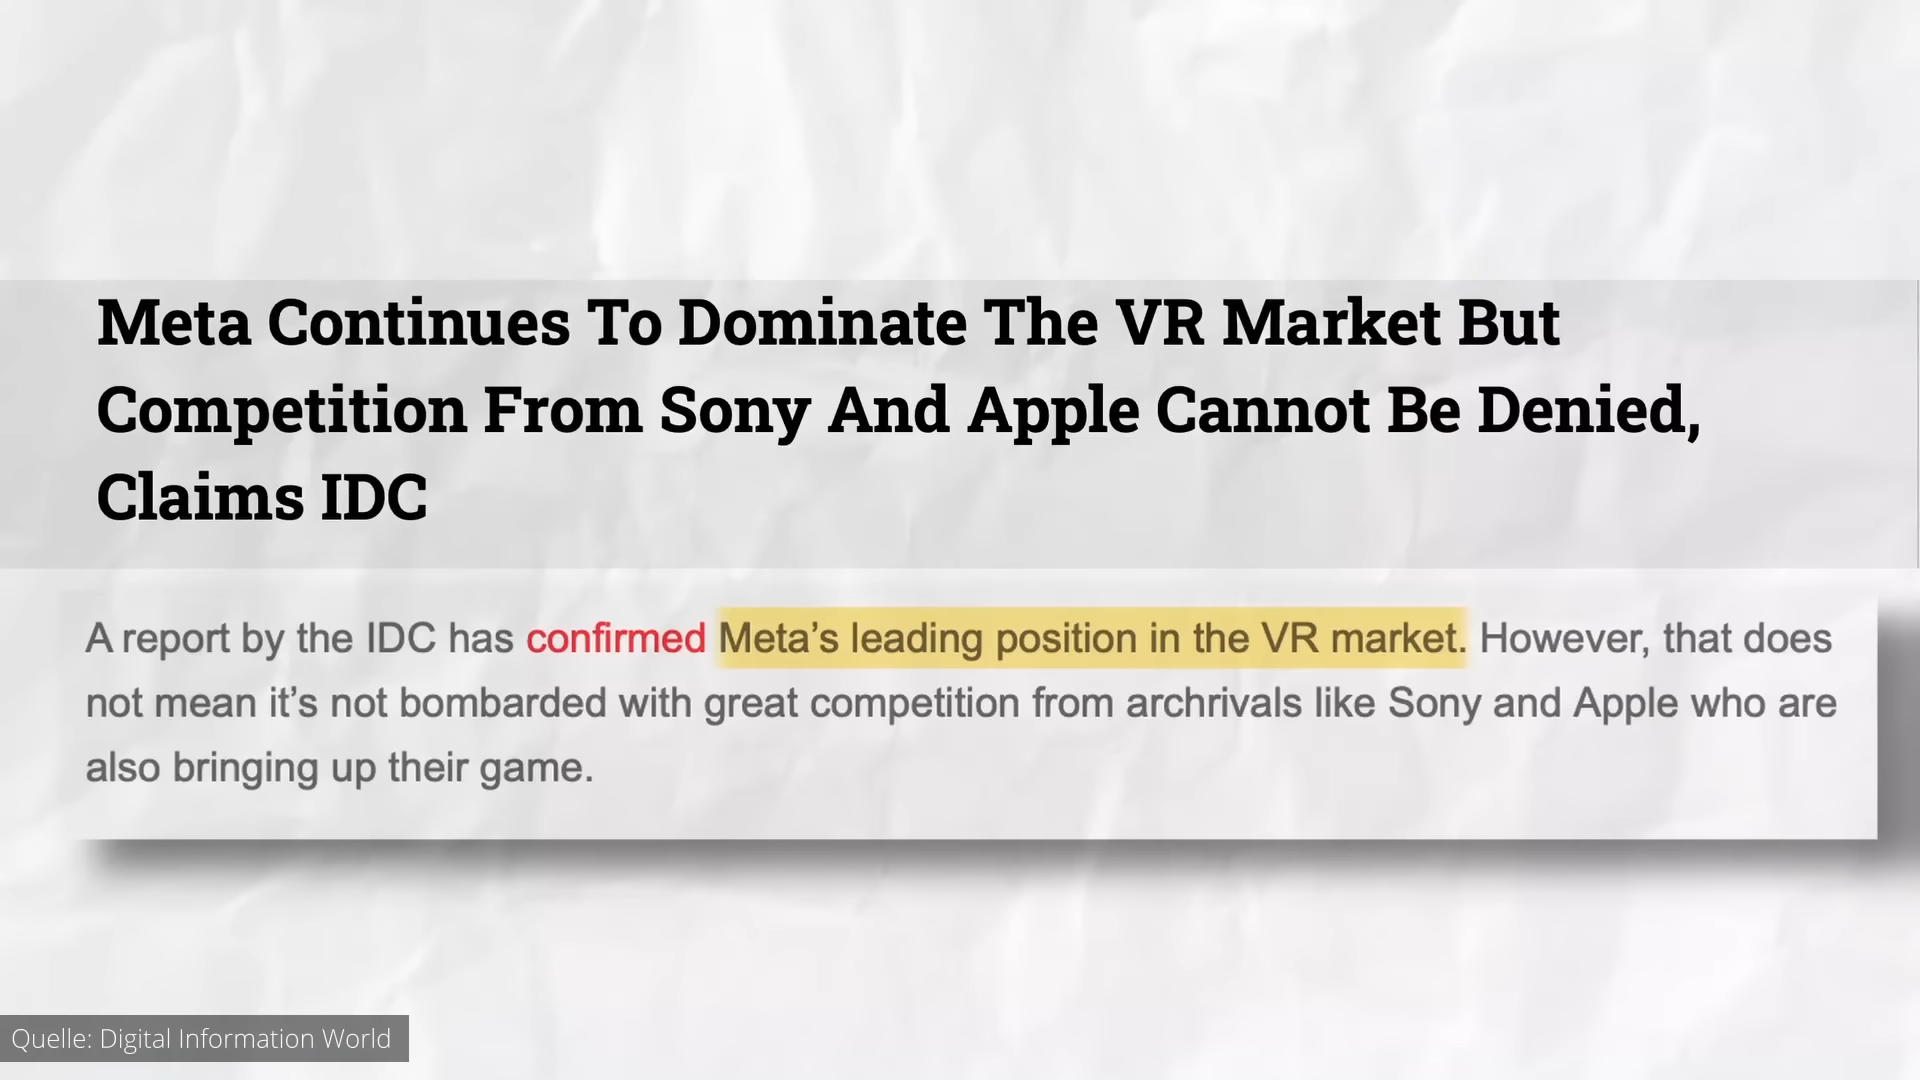 Meta Continues To Dominate The VR Market But
Competition From Sony And Apple Cannot Be Denied,
Claims IDC
A report by the IDC has confirmed Meta’s leading position in the VR market. However, that does
not mean it’s not bombarded with great competition from archrivals like Sony and Apple who are
also bringing up their game.
Quelle: Digital Information World